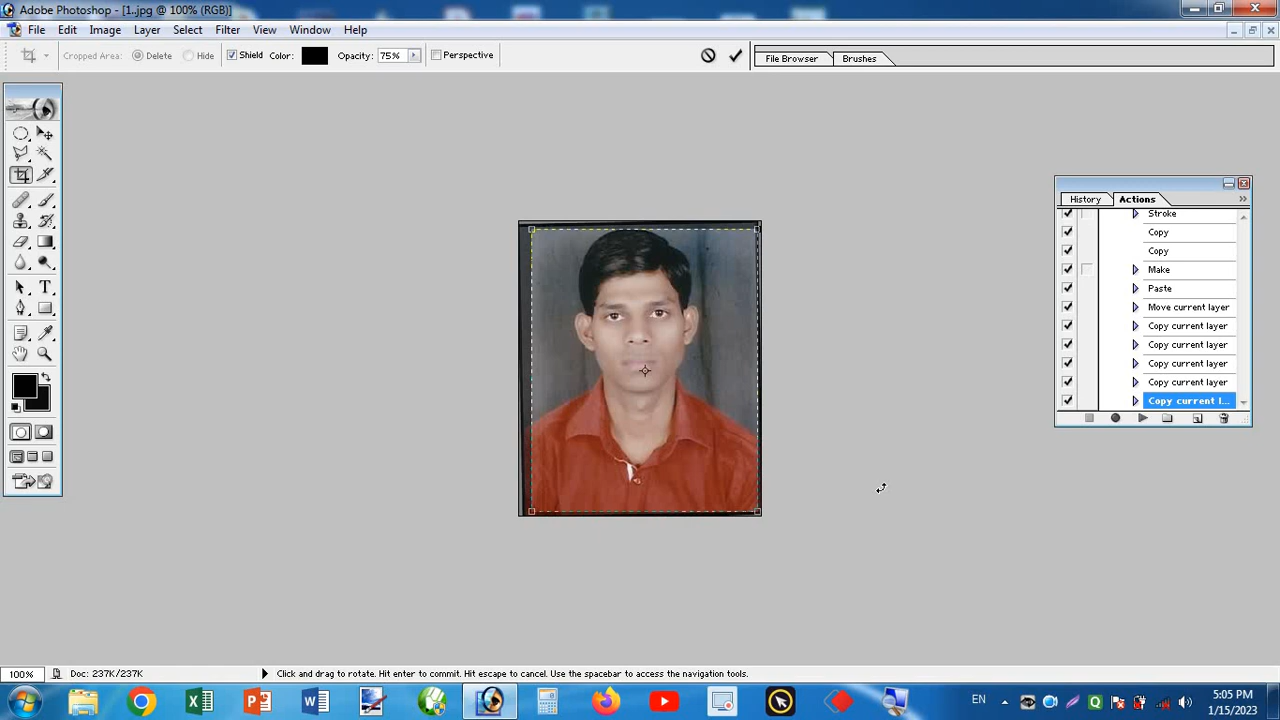 Adobe Photoshop - [1..jpg @ 100% (RGB)]
File Edit Image Layer Select Filter View Window Help
Cropped Area: Delete Hide Shield Color: Opacity: 75% Perspective
File Browser Brushes
History Actions
Stroke
Copy
Copy
Make
Paste
Move current layer
Copy current layer
Copy current layer
Copy current layer
Copy current layer
Copy current l...
100% Doc: 237K/237K Click and drag to rotate. Hit enter to commit. Hit escape to cancel. Use the spacebar to access the navigation tools.
EN
5:05 PM
1/15/2023